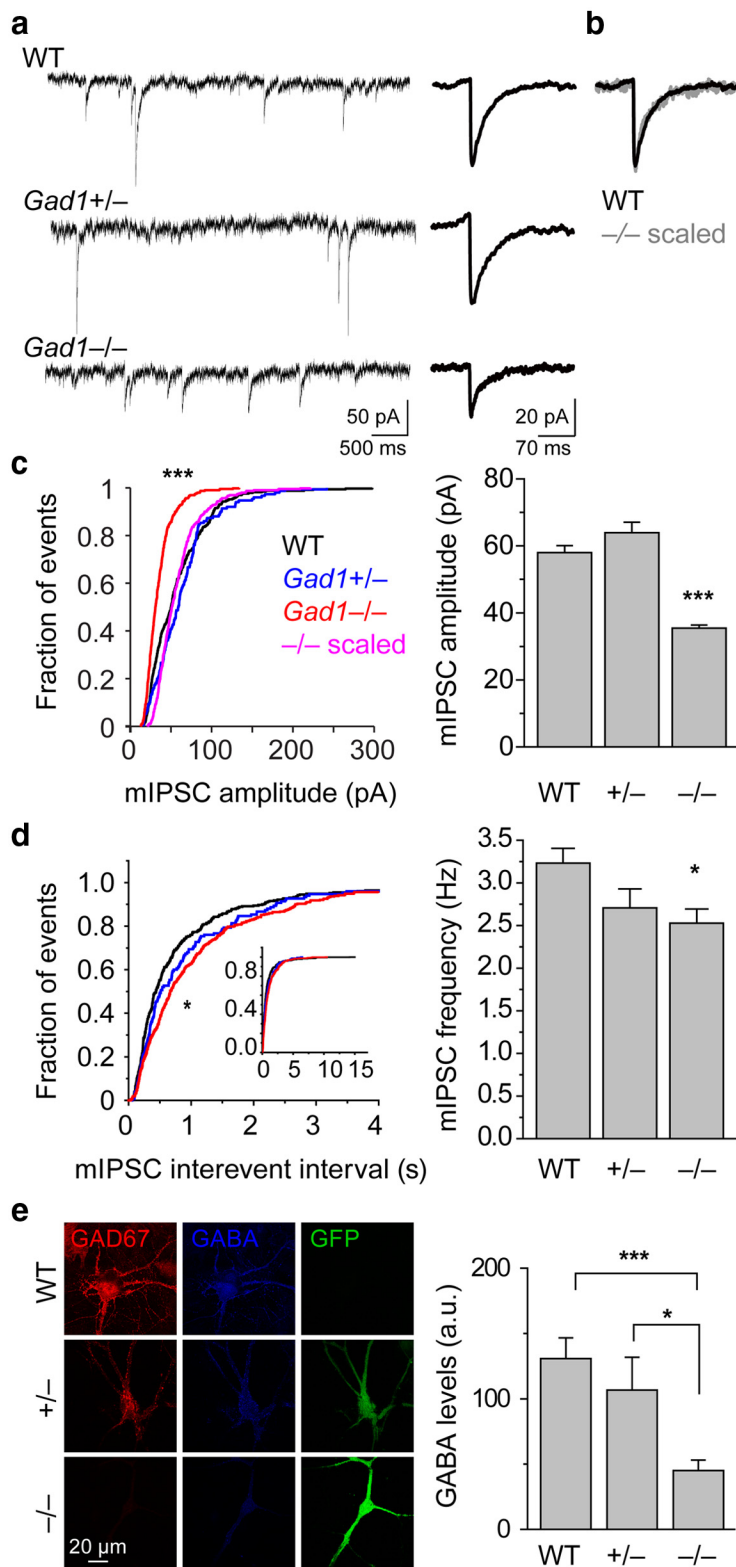 a
b
WT
Gad1+/–
Gad1–/–
50 pA
500 ms
20 pA
70 ms
WT
–/– scaled
c
***
Fraction of events
1
0.8
0.6
0.4
0.2
0
0
100
200
300
mIPSC amplitude (pA)
WT
Gad1+/–
Gad1–/–
–/– scaled
mIPSC amplitude (pA)
80
60
40
20
0
***
WT
+/–
–/–
d
Fraction of events
1.0
0.8
0.6
0.4
0.2
0
0
1
2
3
4
mIPSC interevent interval (s)
*
0.8
0.4
0.0
0
5
10
15
mIPSC frequency (Hz)
3.5
3.0
2.5
2.0
1.5
1.0
0.5
0.0
*
WT
+/–
–/–
e
GAD67
GABA
GFP
WT
+/–
–/–
20 µm
GABA levels (a.u.)
200
100
0
***
*
WT
+/–
–/–